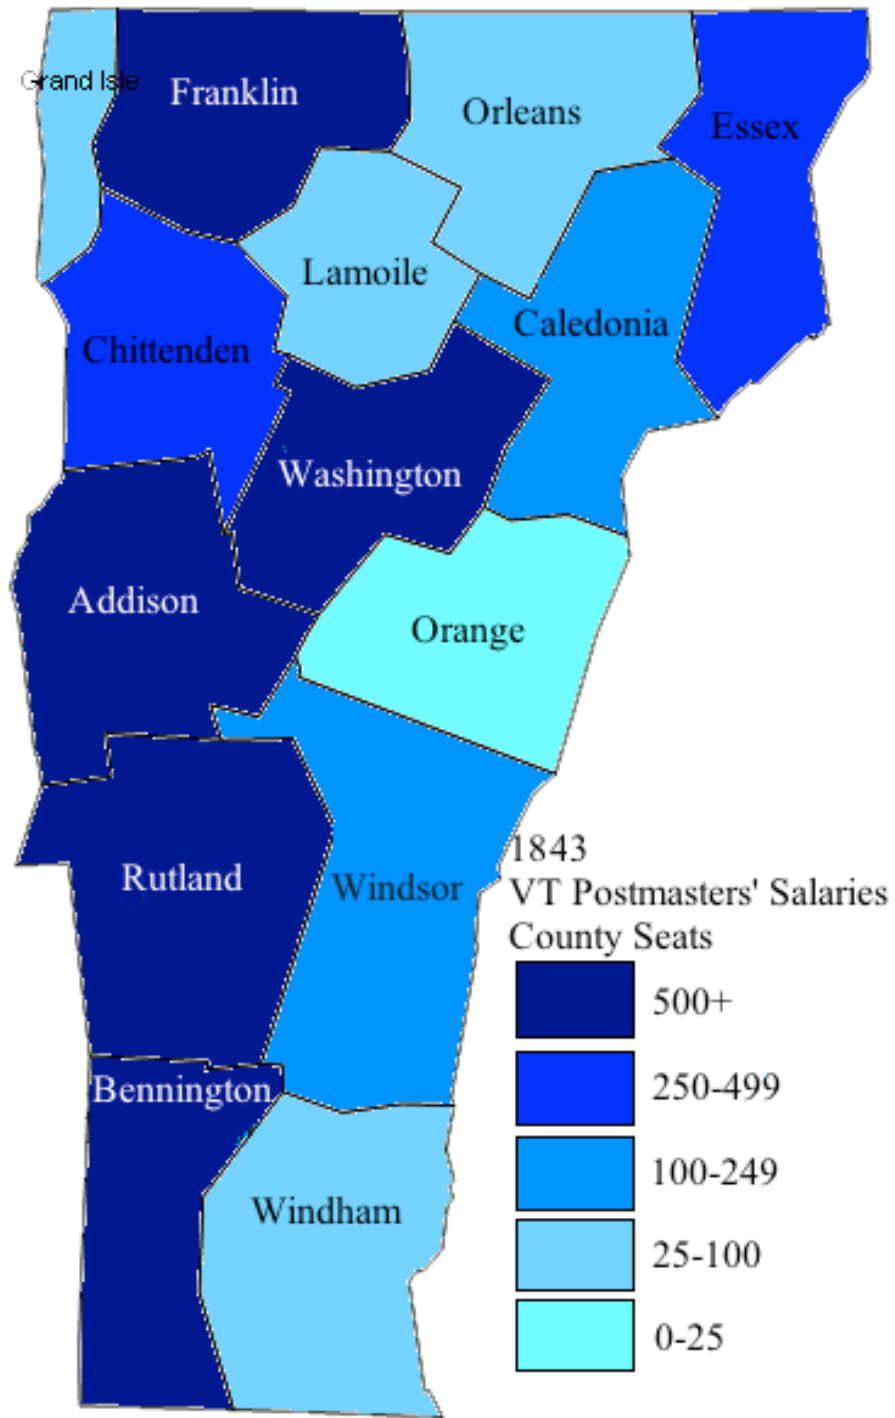 Grand Isle
Franklin
Orleans
Essex
Lamoile
Caledonia
Chittenden
Washington
Addison
Orange
Rutland
Windsor
Bennington
Windham
1843
VT Postmasters' Salaries
County Seats
500+
250-499
100-249
25-100
0-25